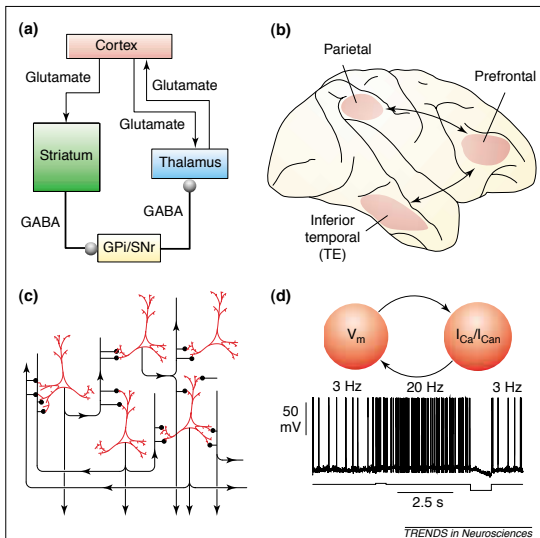 (a)
Cortex
Glutamate
Glutamate
Glutamate
Striatum
Thalamus
GABA
GABA
GPi/SNr
(b)
Parietal
Prefrontal
Inferior
temporal
(TE)
(c)
(d)
Vm
ICa/ICan
3 Hz 20 Hz 3 Hz
50
mV
2.5 s
TRENDS in Neurosciences